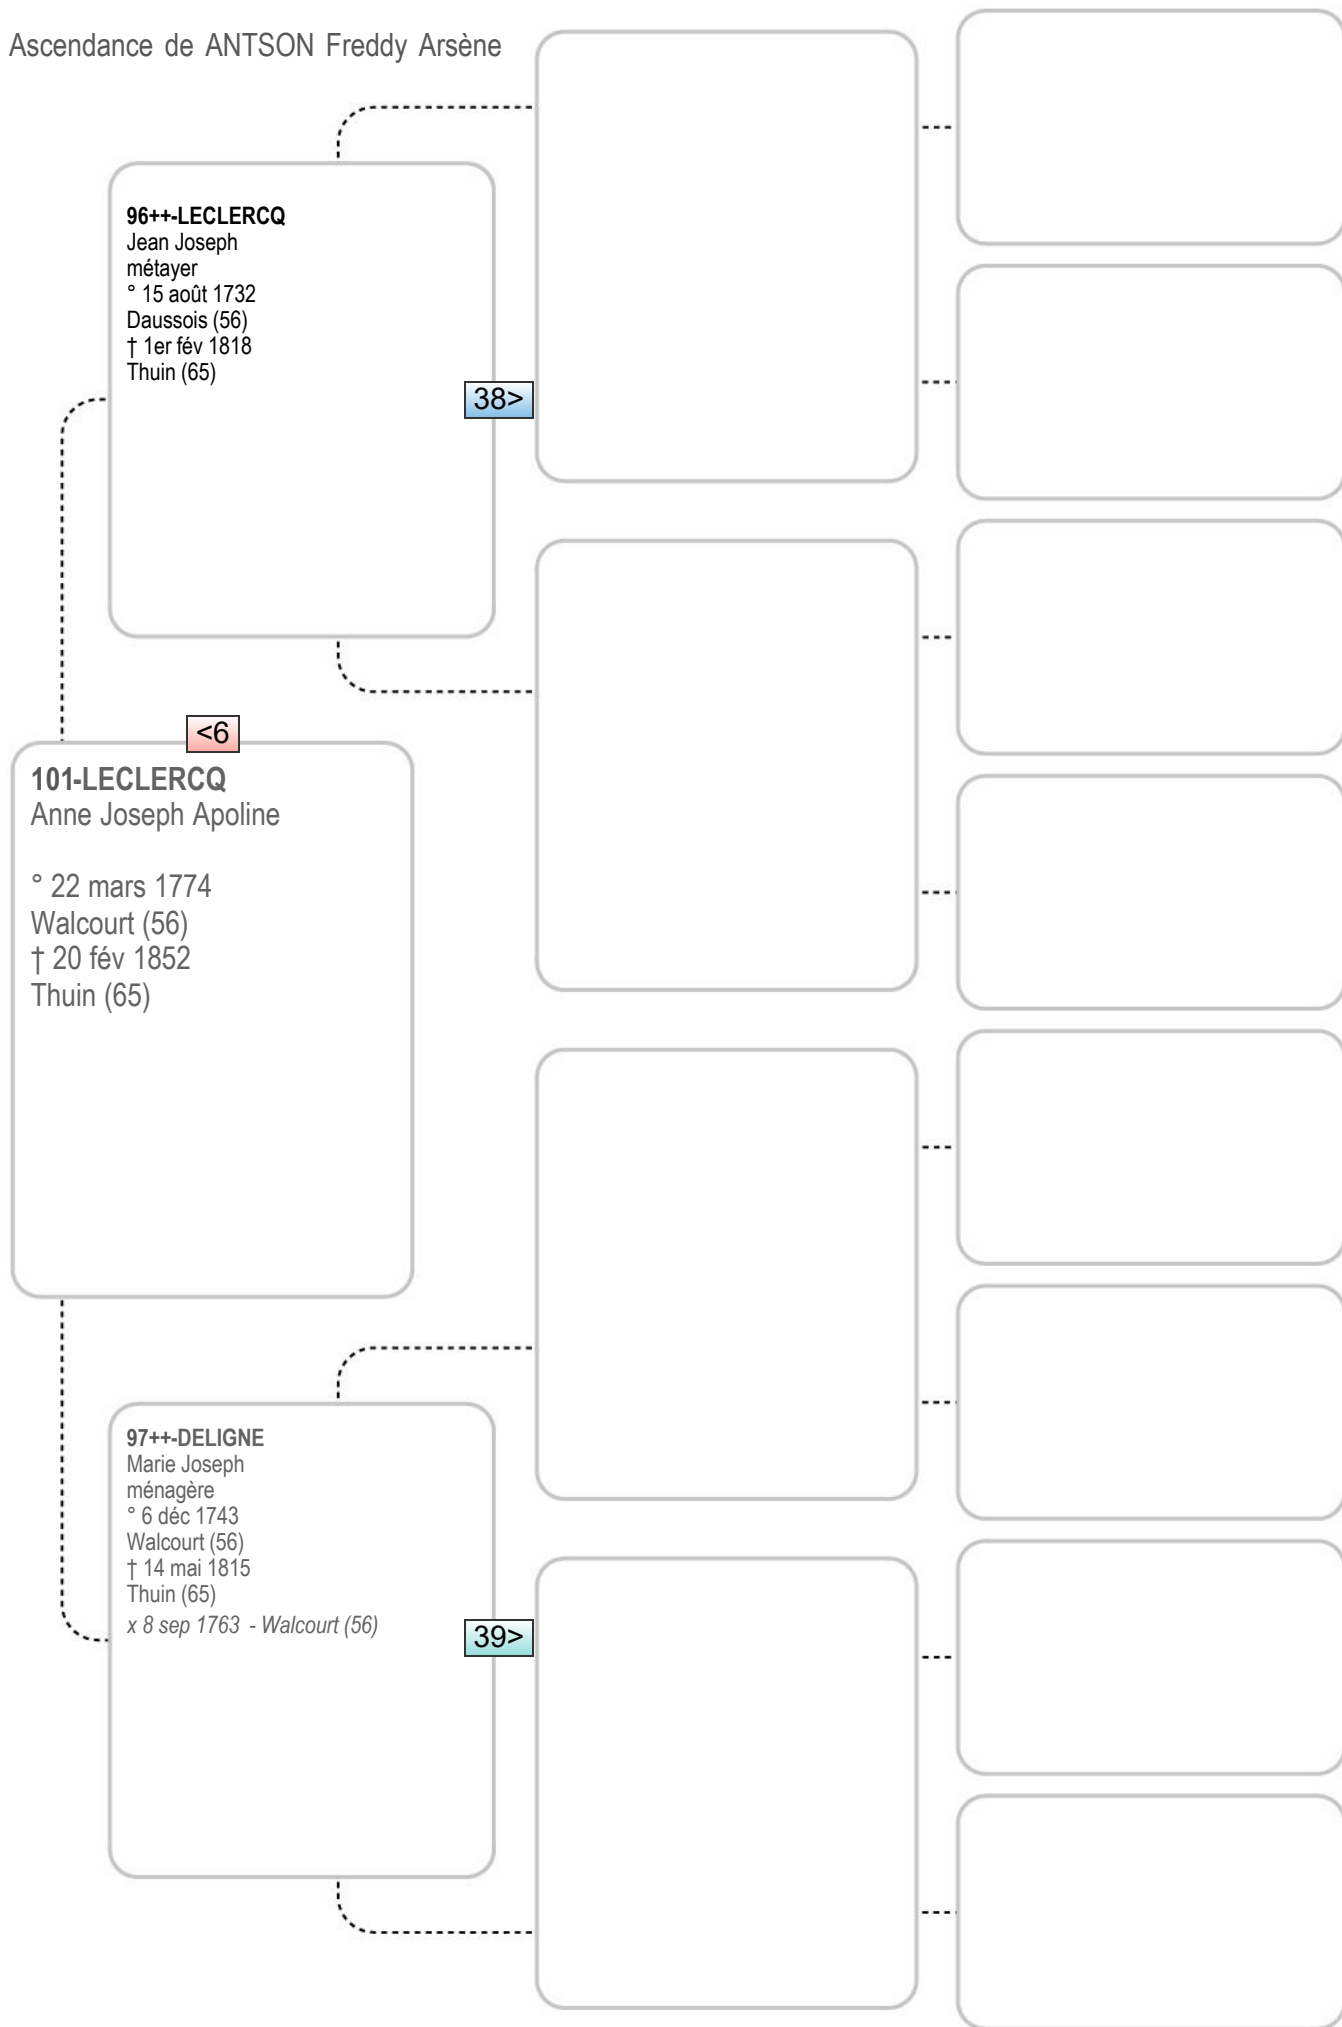 Ascendance de ANTSON Freddy Arsène
96++-LECLERCQ
Jean Joseph
métayer
° 15 août 1732
Daussois (56)
† 1er fév 1818
Thuin (65)
38>
<6
101-LECLERCQ
Anne Joseph Apoline
° 22 mars 1774
Walcourt (56)
† 20 fév 1852
Thuin (65)
97++-DELIGNE
Marie Joseph
ménagère
° 6 déc 1743
Walcourt (56)
† 14 mai 1815
Thuin (65)
x 8 sep 1763 - Walcourt (56)
39>